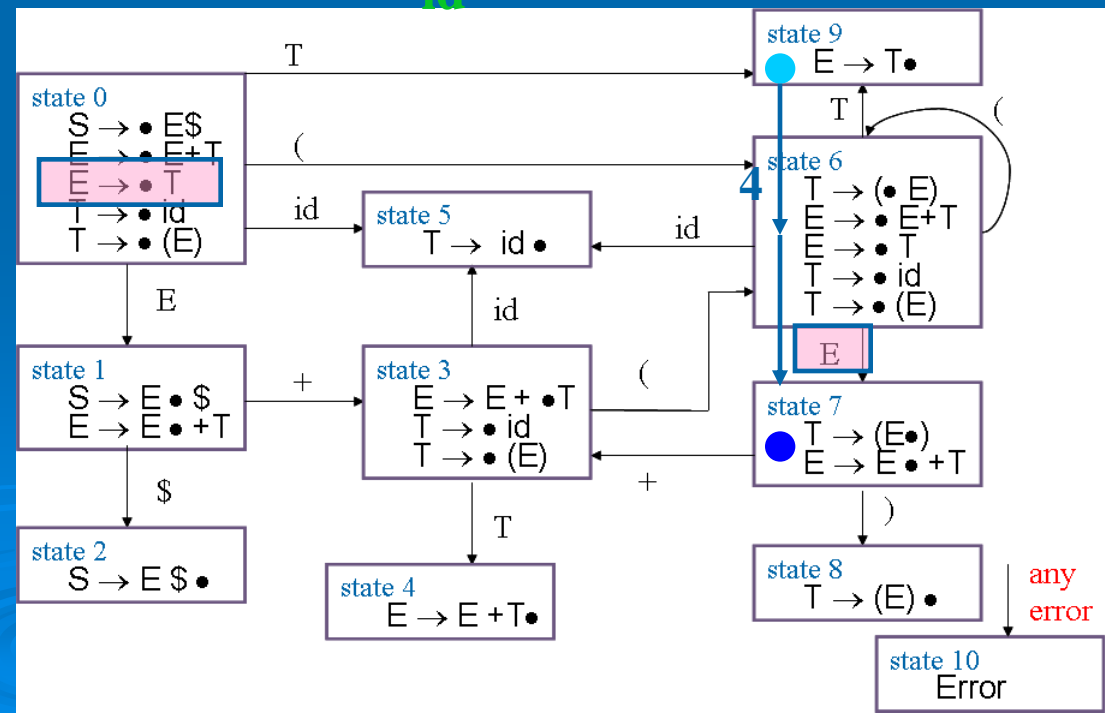 id
state 9
E → T●
T
state 0
S → ● E$
E → ● E+T
E → ● T
T → ● id
T → ● (E)
T
(
(
state 6
4
T → (● E)
E → ● E+T
E → ● T
T → ● id
T → ● (E)
id
state 5
T → id ●
id
E
id
E
state 1
S → E ● $
E → E ● +T
+
state 3
E → E + ●T
T → ● id
T → ● (E)
(
state 7
T → (E●)
E → E ● +T
+
$
T
)
state 2
S → E $ ●
state 4
E → E +T●
state 8
T → (E) ●
any
error
state 10
Error